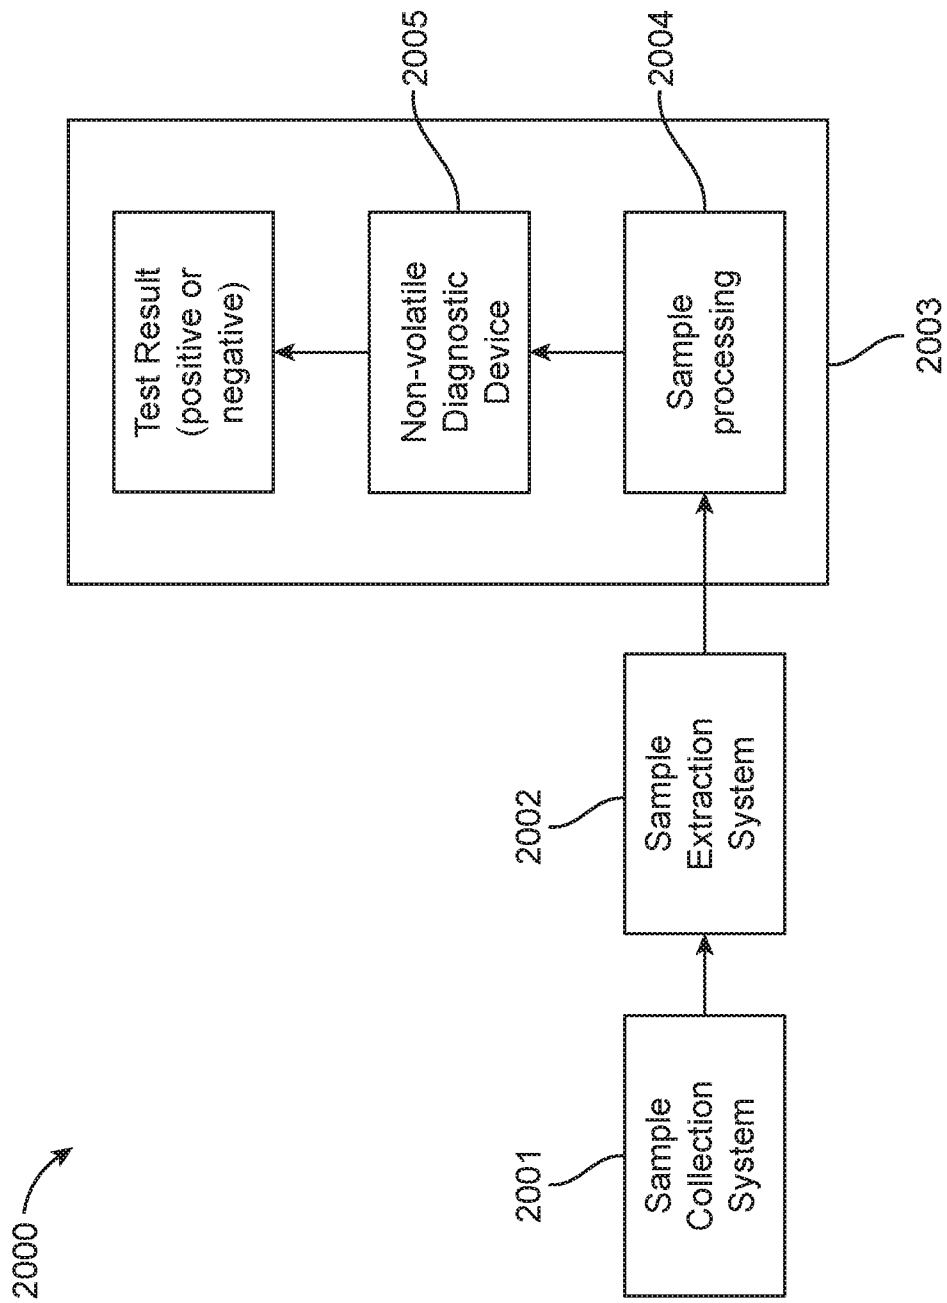 2000
2001
Sample
Collection
System
2002
Sample
Extraction
System
2003
Sample
processing
2004
Non-volatile
Diagnostic
Device
2005
Test Result
(positive or
negative)